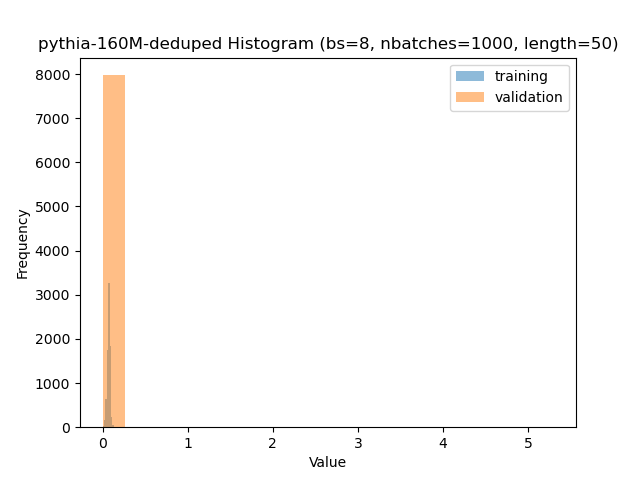 pythia-160M-deduped Histogram (bs=8, nbatches=1000, length=50)
training
validation
8000
7000
6000
5000
4000
3000
2000
1000
0
Frequency
0 1 2 3 4 5
Value